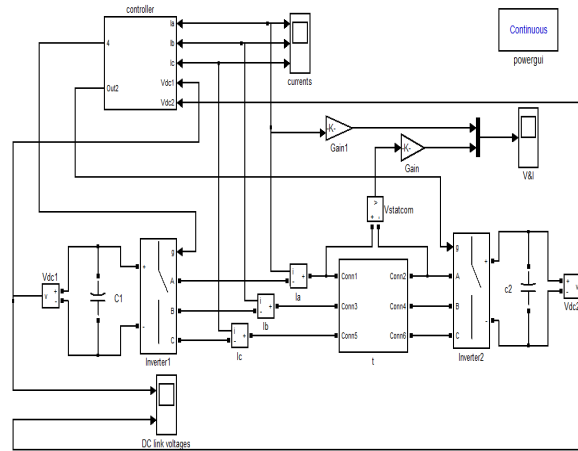 controller
Ia
Ib
Ic
Vdc1
Vdc2
4
Out2
currents
Continuous
powergui
-K-
Gain1
-K-
Gain
V&I
v
+ -
Vstatcom
Vdc1
v
+
-
C1
g
+
-
A
B
C
Inverter1
i
+
-
Ia
i
+
-
Ib
i
+
-
Ic
Conn1
Conn2
Conn3
Conn4
Conn5
Conn6
t
g
A
B
C
+
-
Inverter2
c2
+
-
v
Vdc2
DC link voltages